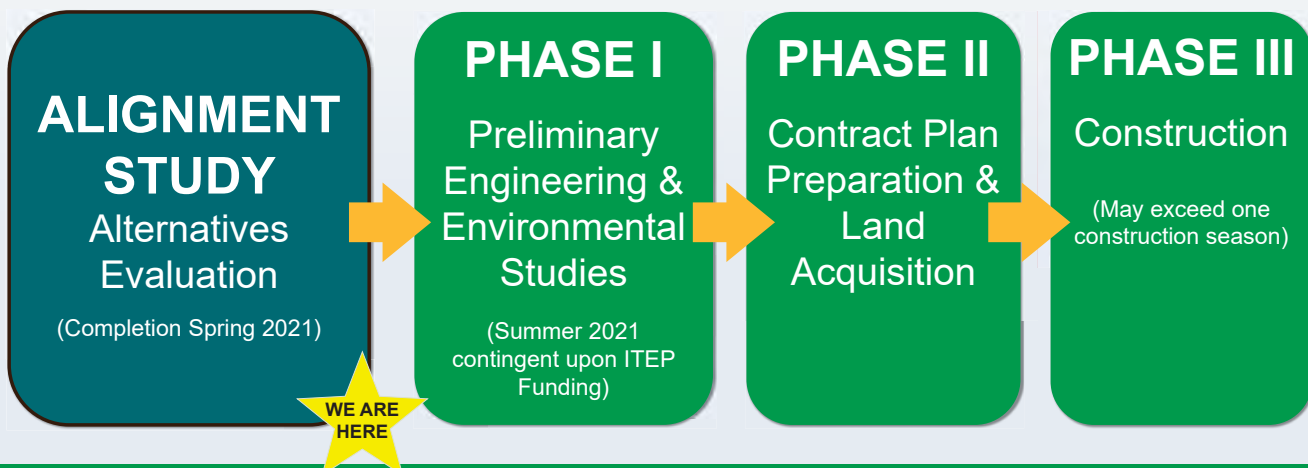 ALIGNMENT
STUDY
Alternatives
Evaluation
(Completion Spring 2021)
WE ARE
HERE
PHASE I
Preliminary
Engineering &
Environmental
Studies
(Summer 2021
contingent upon ITEP
Funding)
PHASE II
Contract Plan
Preparation &
Land
Acquisition
PHASE III
Construction
(May exceed one
construction season)